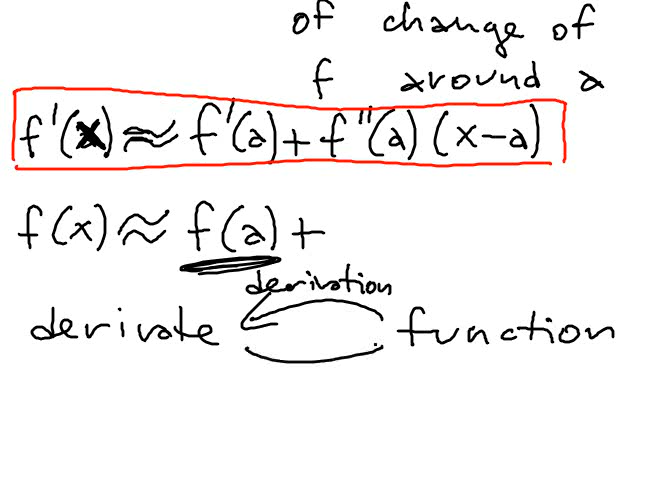 of change of
f around a
f'(x) ≈ f'(a) + f''(a) (x-a)
f(x) ≈ f(a) +
derivation
derivate function